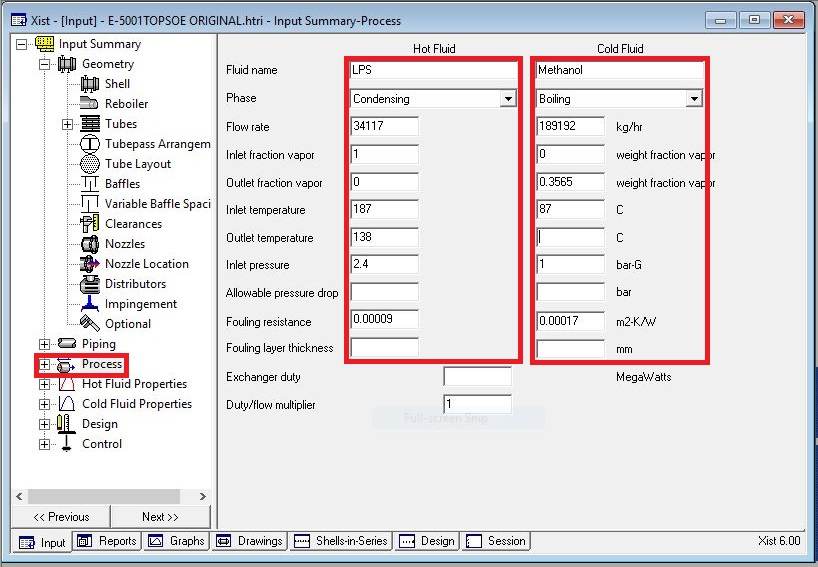 Xist - [Input] - E-5001TOPSOE ORIGINAL.htri - Input Summary-Process
Input Summary
Geometry
Shell
Reboiler
Tubes
Tubepass Arrangem
Tube Layout
Baffles
Variable Baffle Spaci
Clearances
Nozzles
Nozzle Location
Distributors
Impingement
Optional
Piping
Process
Hot Fluid Properties
Cold Fluid Properties
Design
Control
<< Previous
Next >>
Hot Fluid Cold Fluid
Fluid name LPS Methanol
Phase Condensing Boiling
Flow rate 34117 189192 kg/hr
Inlet fraction vapor 1 0 weight fraction vapor
Outlet fraction vapor 0 0.3565 weight fraction vapor
Inlet temperature 187 87 C
Outlet temperature 138 C
Inlet pressure 2.4 1 bar-G
Allowable pressure drop bar
Fouling resistance 0.00009 0.00017 m2-K/W
Fouling layer thickness mm
Exchanger duty MegaWatts
Duty/flow multiplier 1
Full-screen Snip
Input Reports Graphs Drawings Shells-in-Series Design Session Xist 6.00